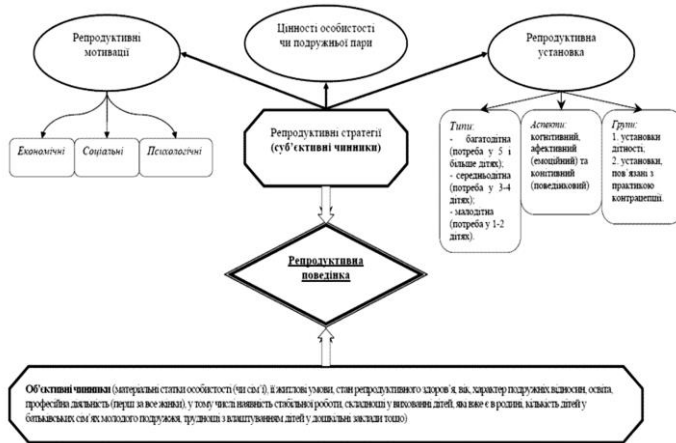 Репродуктивні
мотивації
Цінності особистості
чи подружньої пари
Репродуктивна
установка
Економічні
Соціальні
Психологічні
Репродуктивні стратегії
(суб’єктивні чинники)
Типи:
- багатодітна
(потреба у 5 і
більше дітях);
- середньодітна
(потреба у 3-4
дітях);
- малодітна
(потреба у 1-2
дітях).
Аспекти:
когнітивний,
афективний
(емоційний) та
конітивний
(поведінковий)
Групи:
1. установки
дітності;
2. установки,
пов’язані з
практикою
контрацепції.
Репродуктивна
поведінка
Об’єктивні чинники (матеріальні статки особистості (чи сім’ї), її житлові умови, стан репродуктивного здоров’я, вік, характер подружніх відносин, освіта,
професійна діяльність (перш за все жінки), у тому числі наявність стабільної роботи, складнощі у вихованні дітей, яка вже є в родині, кількість дітей у
батьківських сім’ях молодого подружжя, труднощі з влаштуванням дітей у дошкільні заклади тощо)